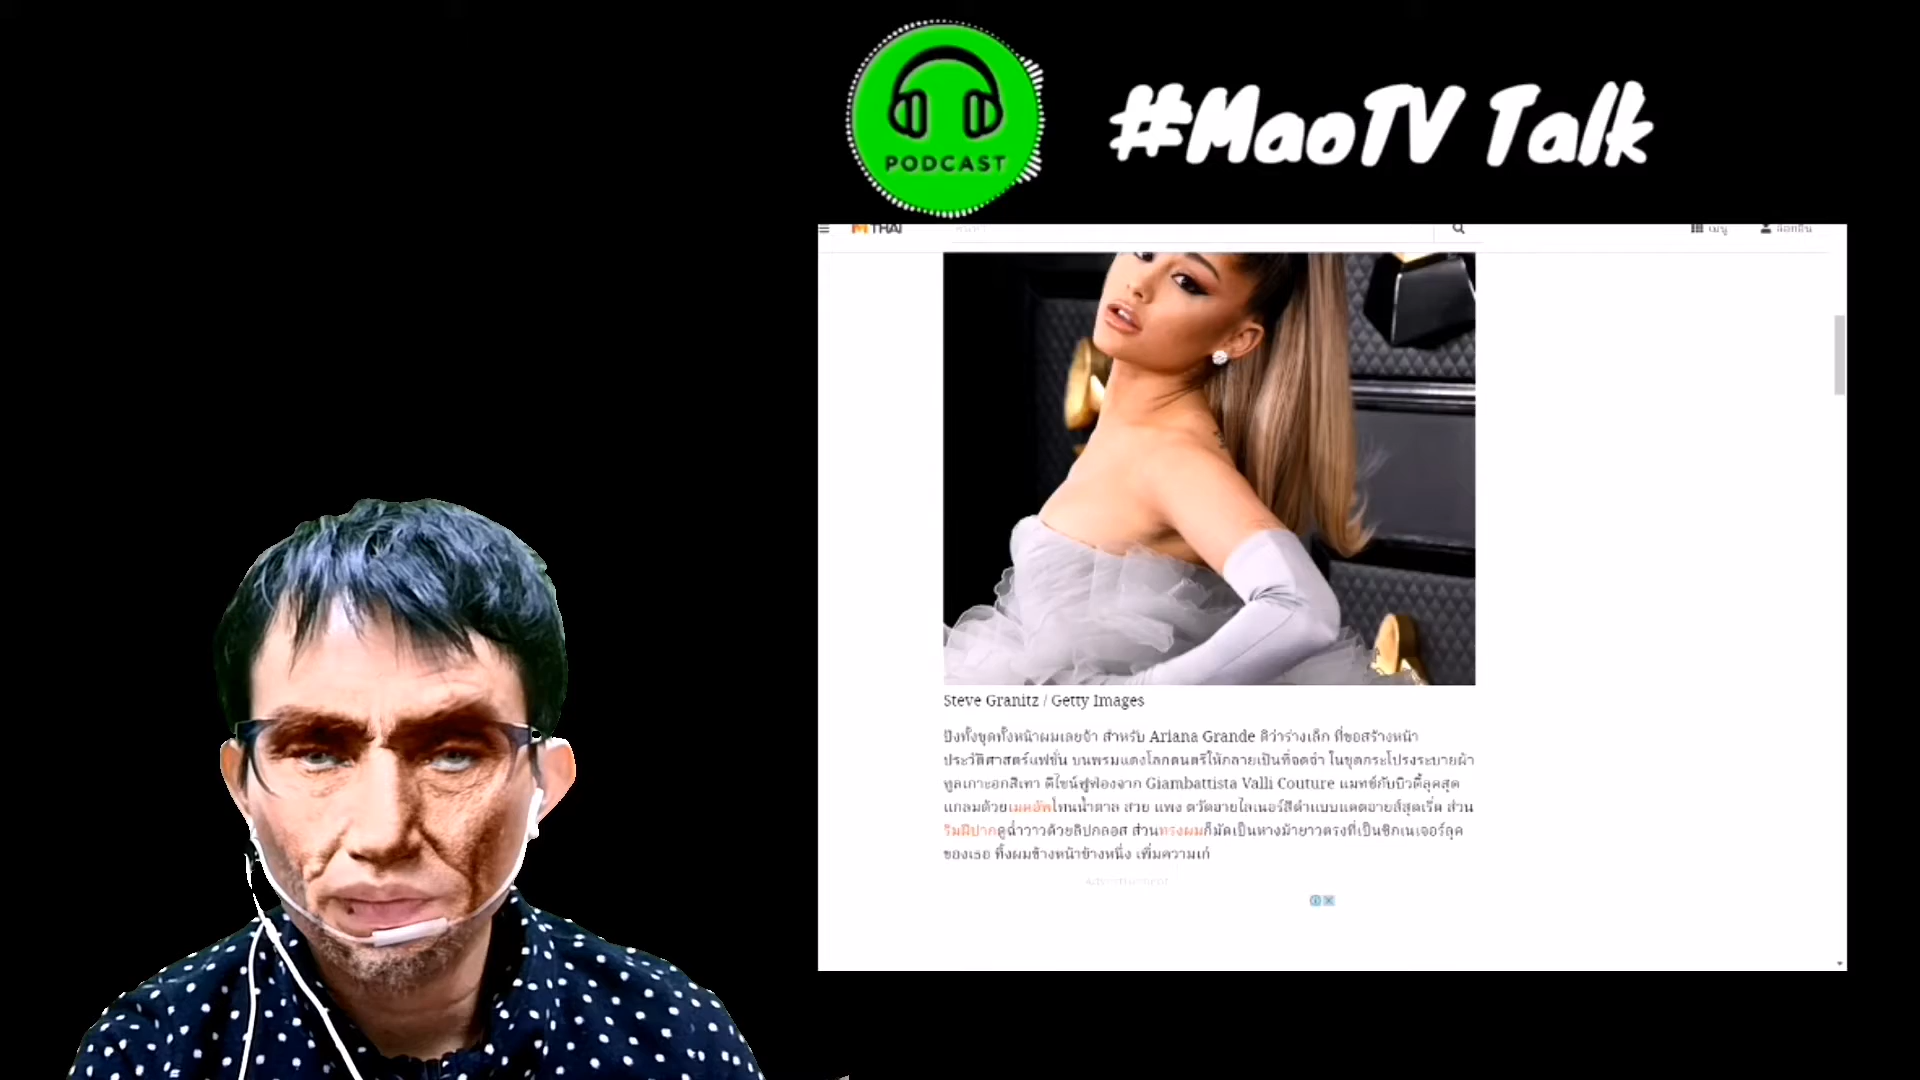 PODCAST
#MaoTV Talk
MTHAI
ค้นหา
เมนู
ล็อกอิน
Steve Granitz / Getty Images
ปังทั้งชุดทั้งหน้าผมเลยจ้า สำหรับ Ariana Grande ดิว่าร่างเล็ก ที่ขอสร้างหน้า
ประวัติศาสตร์แฟชั่น บนพรมแดงโลกดนตรีให้กลายเป็นที่จดจำ ในชุดกระโปรงระบายผ้า
ทูลเกาะอกสีเทา ดีไซน์ฟูฟ่องจาก Giambattista Valli Couture แมทช์กับบิวตี้ลุคสุด
แกลมด้วยเมคอัพโทนน้ำตาล สวย แพง ตวัดอายไลเนอร์สีดำแบบแคตอายส์สุดเริ่ด ส่วน
ริมฝีปากดูฉ่ำวาวด้วยลิปกลอส ส่วนทรงผมก็มัดเป็นหางม้ายาวตรงที่เป็นซิกเนเจอร์ลุค
ของเธอ ทิ้งผมข้างหน้าข้างหนึ่ง เพิ่มความเก๋
Advertisement